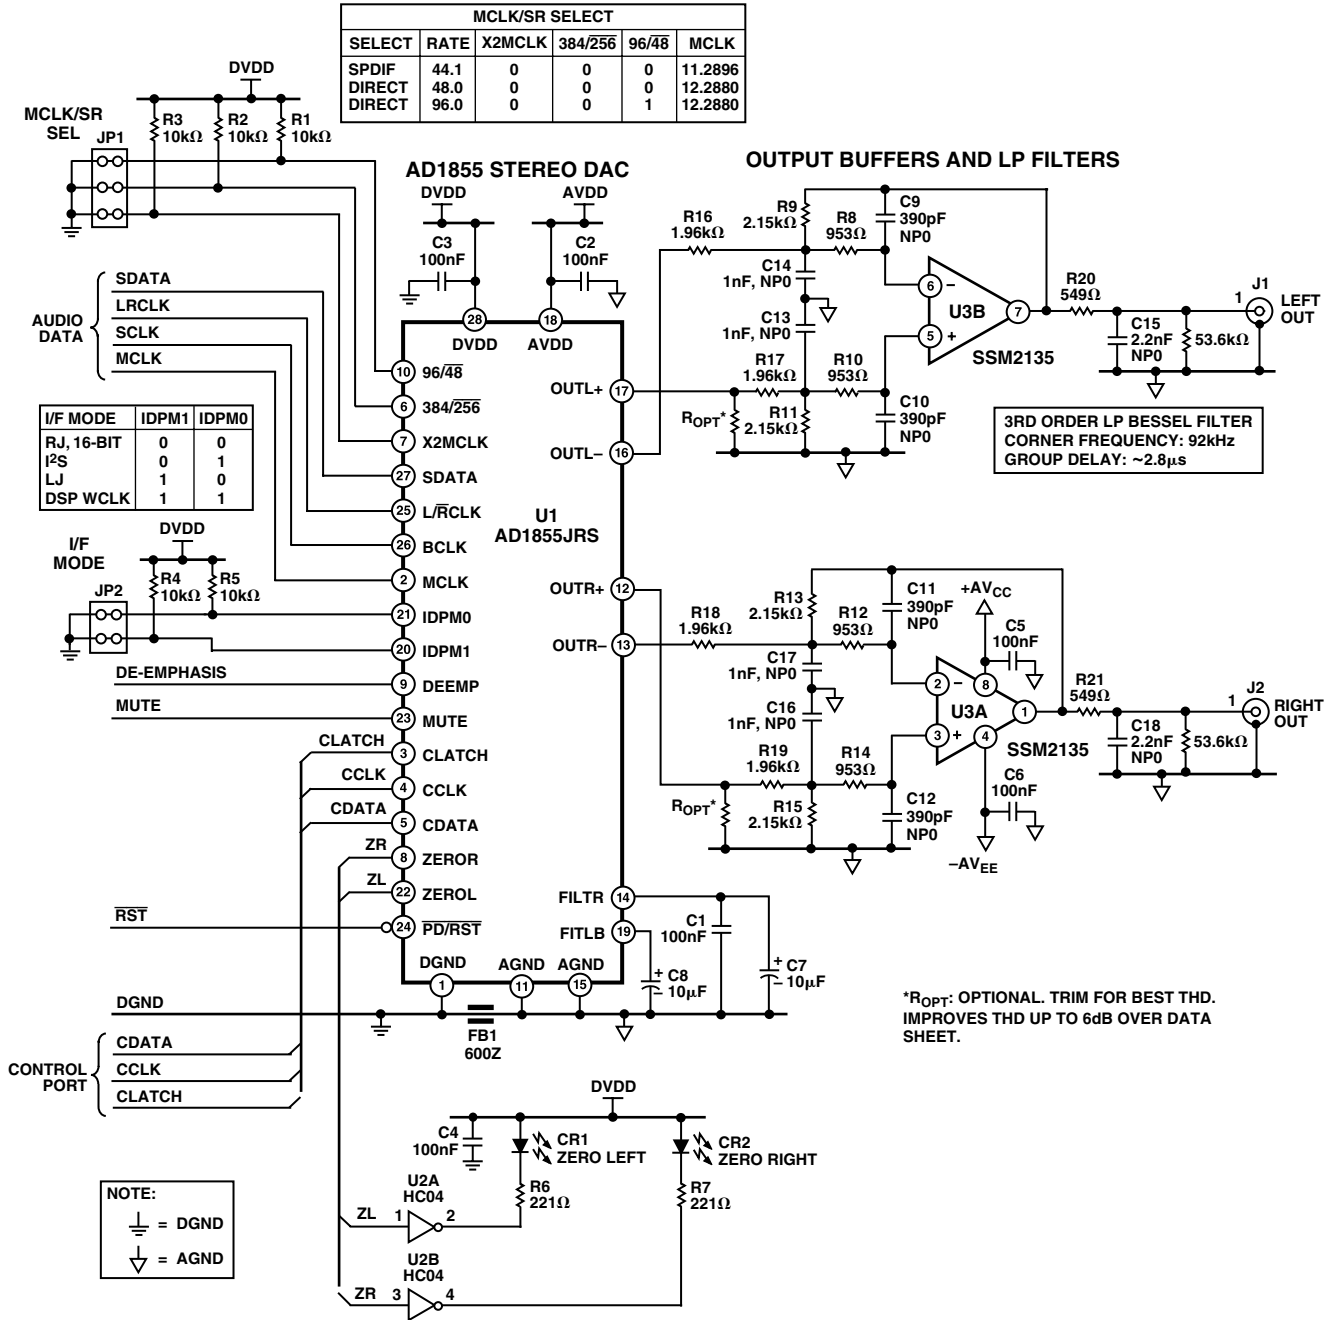 MCLK/SR SELECT
SELECT RATE X2MCLK 384/256 96/48 MCLK
SPDIF 44.1 0 0 0 11.2896
DIRECT 48.0 0 0 0 12.2880
DIRECT 96.0 0 0 1 12.2880
DVDD
MCLK/SR
SEL
JP1
R3
10kΩ
R2
10kΩ
R1
10kΩ
AD1855 STEREO DAC
DVDD
AVDD
C3
100nF
C2
100nF
AUDIO
DATA
SDATA
LRCLK
SCLK
MCLK
I/F MODE IDPM1 IDPM0
RJ, 16-BIT 0 0
I2S 0 1
LJ 1 0
DSP WCLK 1 1
DVDD
I/F
MODE
JP2
R4
10kΩ
R5
10kΩ
DE-EMPHASIS
MUTE
CLATCH
CCLK
CDATA
ZR
ZL
RST
28
DVDD
18
AVDD
10 96/48
6 384/256
7 X2MCLK
27 SDATA
25 L/RCLK
26 BCLK
2 MCLK
21 IDPM0
20 IDPM1
9 DEEMP
23 MUTE
3 CLATCH
4 CCLK
5 CDATA
8 ZEROR
22 ZEROL
24 PD/RST
U1
AD1855JRS
OUTL+ 17
OUTL– 16
OUTR+ 12
OUTR– 13
FILTR 14
FITLB 19
DGND
1
AGND
11
AGND
15
OUTPUT BUFFERS AND LP FILTERS
R16
1.96kΩ
R9
2.15kΩ
R8
953Ω
C9
390pF
NP0
C14
1nF, NP0
C13
1nF, NP0
R17
1.96kΩ
R10
953Ω
ROPT*
R11
2.15kΩ
C10
390pF
NP0
6 –
5 +
U3B
7
SSM2135
R20
549Ω
C15
2.2nF
NP0
53.6kΩ
J1
1
LEFT
OUT
3RD ORDER LP BESSEL FILTER
CORNER FREQUENCY: 92kHz
GROUP DELAY: ~2.8μs
R18
1.96kΩ
R13
2.15kΩ
R12
953Ω
C11
390pF
NP0
+AVCC
C5
100nF
C17
1nF, NP0
C16
1nF, NP0
R19
1.96kΩ
R14
953Ω
ROPT*
R15
2.15kΩ
C12
390pF
NP0
2 –
3 +
8
U3A
1
4
SSM2135
C6
100nF
–AVEE
R21
549Ω
C18
2.2nF
NP0
53.6kΩ
J2
1
RIGHT
OUT
C1
100nF
+
–
C8
10μF
+
–
C7
10μF
*ROPT: OPTIONAL. TRIM FOR BEST THD.
IMPROVES THD UP TO 6dB OVER DATA
SHEET.
DGND
FB1
600Z
CONTROL
PORT
CDATA
CCLK
CLATCH
DVDD
C4
100nF
CR1
ZERO LEFT
CR2
ZERO RIGHT
R6
221Ω
R7
221Ω
U2A
HC04
ZL 1 2
U2B
HC04
ZR 3 4
NOTE:
= DGND
= AGND